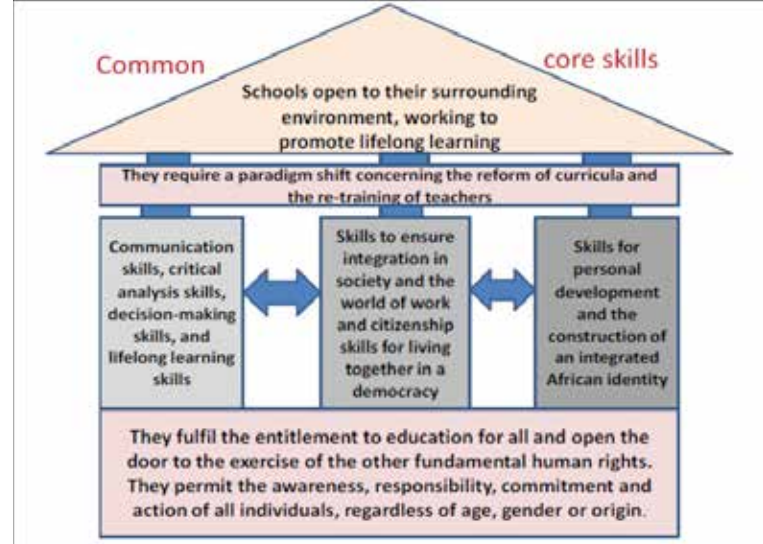 Common
core skills
Schools open to their surrounding
environment, working to
promote lifelong learning
They require a paradigm shift concerning the reform of curricula and
the re-training of teachers
Communication
skills, critical
analysis skills,
decision-making
skills, and
lifelong learning
skills
Skills to ensure
integration in
society and the
world of work
and citizenship
skills for living
together in a
democracy
Skills for
personal
development
and the
construction of
an integrated
African identity
They fulfil the entitlement to education for all and open the
door to the exercise of the other fundamental human rights.
They permit the awareness, responsibility, commitment and
action of all individuals, regardless of age, gender or origin.